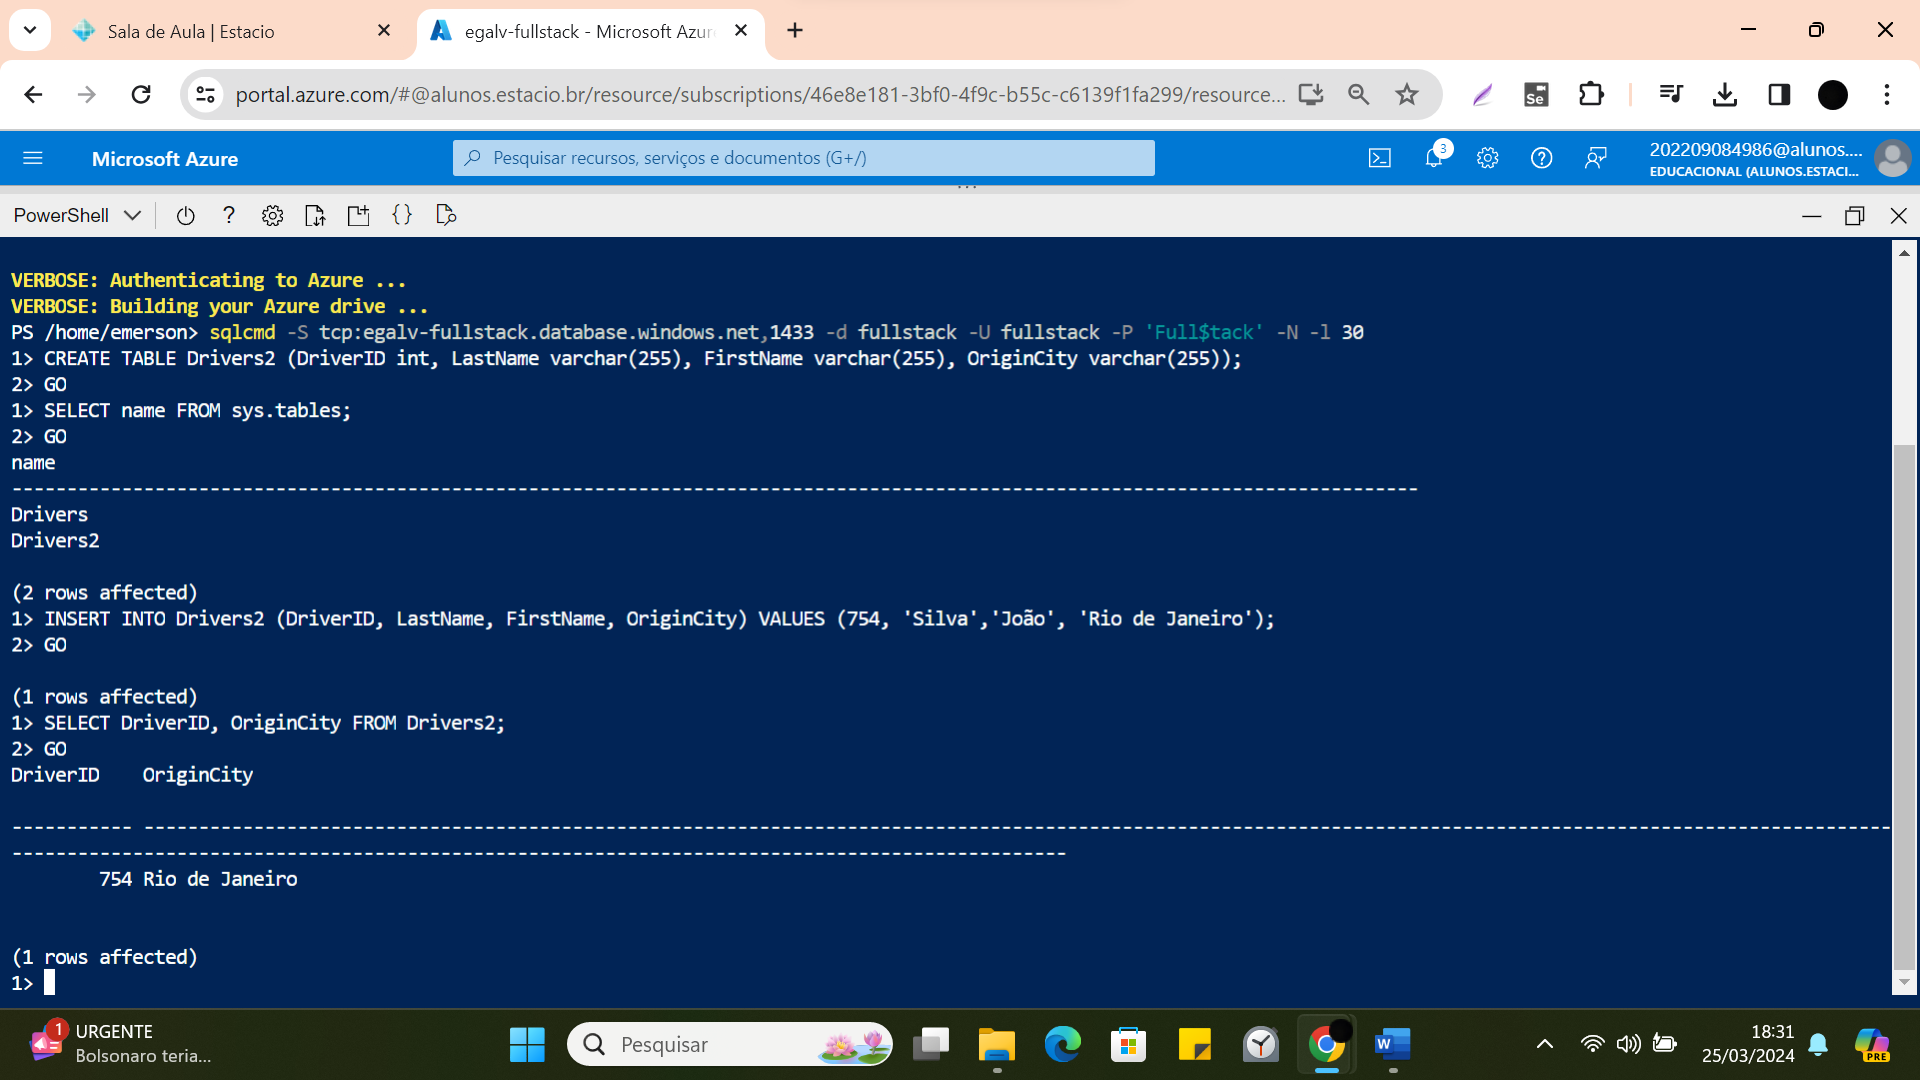 Sala de Aula | Estacio
egalv-fullstack - Microsoft Azur
portal.azure.com/#@alunos.estacio.br/resource/subscriptions/46e8e181-3bf0-4f9c-b55c-c6139f1fa299/resource...
Se
Microsoft Azure
Pesquisar recursos, serviços e documentos (G+/)
3
202209084986@alunos....
EDUCACIONAL (ALUNOS.ESTACI...
PowerShell
?
{}
VERBOSE: Authenticating to Azure ...
VERBOSE: Building your Azure drive ...
PS /home/emerson> sqlcmd -S tcp:egalv-fullstack.database.windows.net,1433 -d fullstack -U fullstack -P 'Full$tack' -N -l 30
1> CREATE TABLE Drivers2 (DriverID int, LastName varchar(255), FirstName varchar(255), OriginCity varchar(255));
2> GO
1> SELECT name FROM sys.tables;
2> GO
name
--------------------------------------------------------------------------------------------------------------------------------
Drivers
Drivers2
(2 rows affected)
1> INSERT INTO Drivers2 (DriverID, LastName, FirstName, OriginCity) VALUES (754, 'Silva','João', 'Rio de Janeiro');
2> GO
(1 rows affected)
1> SELECT DriverID, OriginCity FROM Drivers2;
2> GO
DriverID    OriginCity
----------- ---------------------------------------------------------------------------------------------------------------------------------------------------------------
------------------------------------------------------------------------------------------------
        754 Rio de Janeiro
(1 rows affected)
1>
1
URGENTE
Bolsonaro teria...
Pesquisar
W
18:31
25/03/2024
PRE